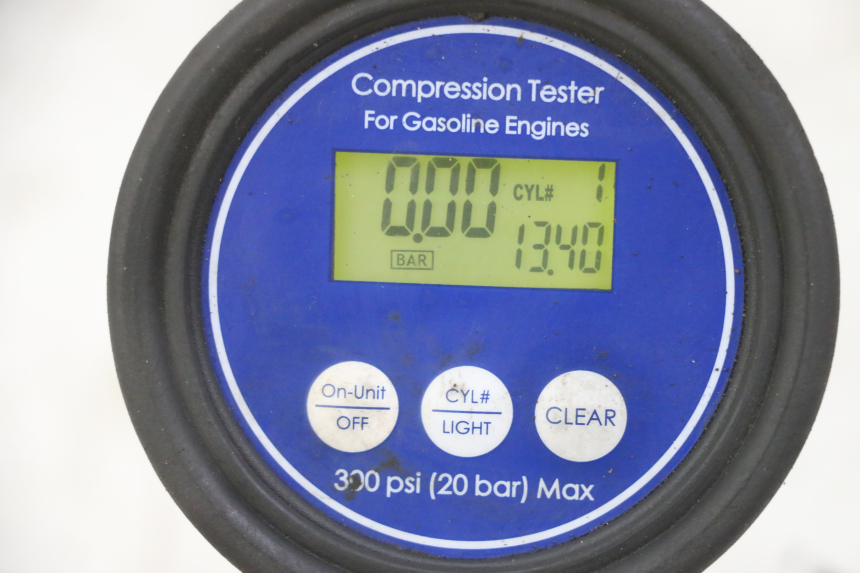 Compression Tester
For Gasoline Engines
0.00 CYL# 1
BAR 13.40
On-Unit
OFF
CYL#
LIGHT
CLEAR
300 psi (20 bar) Max